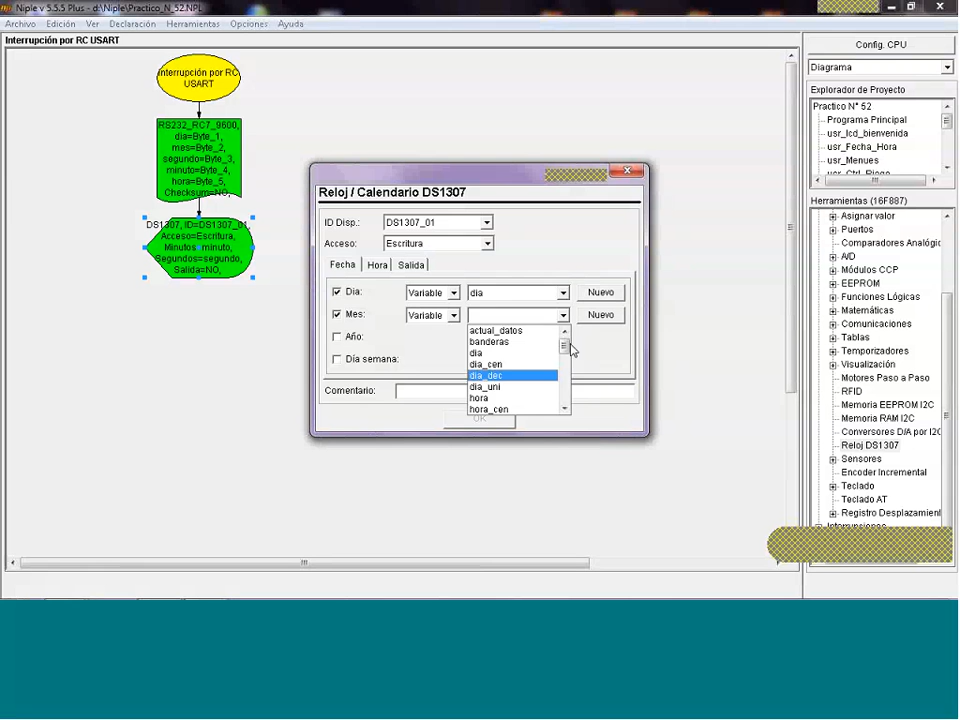 Niple v 5.5.5 Plus - d:\Niple\Practico_N_52.NPL
Archivo Edición Ver Declaración Herramientas Opciones Ayuda
Interrupción por RC USART
Interrupción por RC
USART
RS232_RC7_9600,
dia=Byte_1,
mes=Byte_2,
segundo=Byte_3,
minuto=Byte_4,
hora=Byte_5,
Checksum=NO,
DS1307, ID=DS1307_01,
Acceso=Escritura,
Minutos=minuto,
Segundos=segundo,
Salida=NO,
Reloj / Calendario DS1307
ID Disp.: DS1307_01
Acceso: Escritura
Fecha Hora Salida
Dia: Variable dia Nuevo
Mes: Variable Nuevo
Año:
Día semana:
actual_datos
banderas
dia
dia_cen
dia_dec
dia_uni
hora
hora_cen
Comentario:
OK
Config. CPU
Diagrama
Explorador de Proyecto
Practico N° 52
Programa Principal
usr_lcd_bienvenida
usr_Fecha_Hora
usr_Menues
usr_Ctrl_Riego
Herramientas (16F887)
Asignar valor
Puertos
Comparadores Analógic
A/D
Módulos CCP
EEPROM
Funciones Lógicas
Matemáticas
Comunicaciones
Tablas
Temporizadores
Visualización
Motores Paso a Paso
RFID
Memoria EEPROM I2C
Memoria RAM I2C
Conversores D/A por I2C
Reloj DS1307
Sensores
Encoder Incremental
Teclado
Teclado AT
Registro Desplazamien
Interrupciones